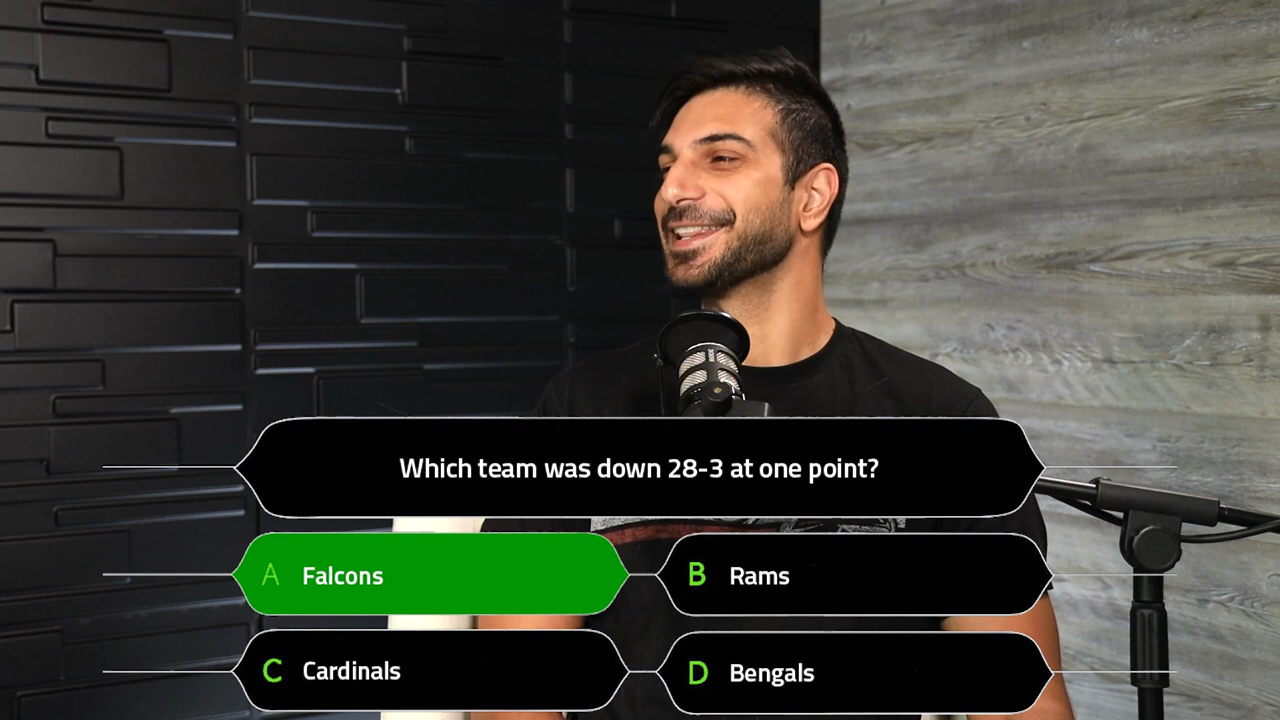 Which team was down 28-3 at one point?
A Falcons
B Rams
C Cardinals
D Bengals